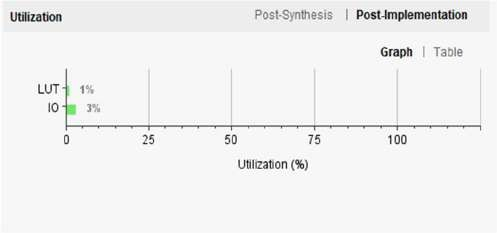 Utilization Post-Synthesis | Post-Implementation
Graph | Table
LUT 1%
IO 3%
0 25 50 75 100
Utilization (%)